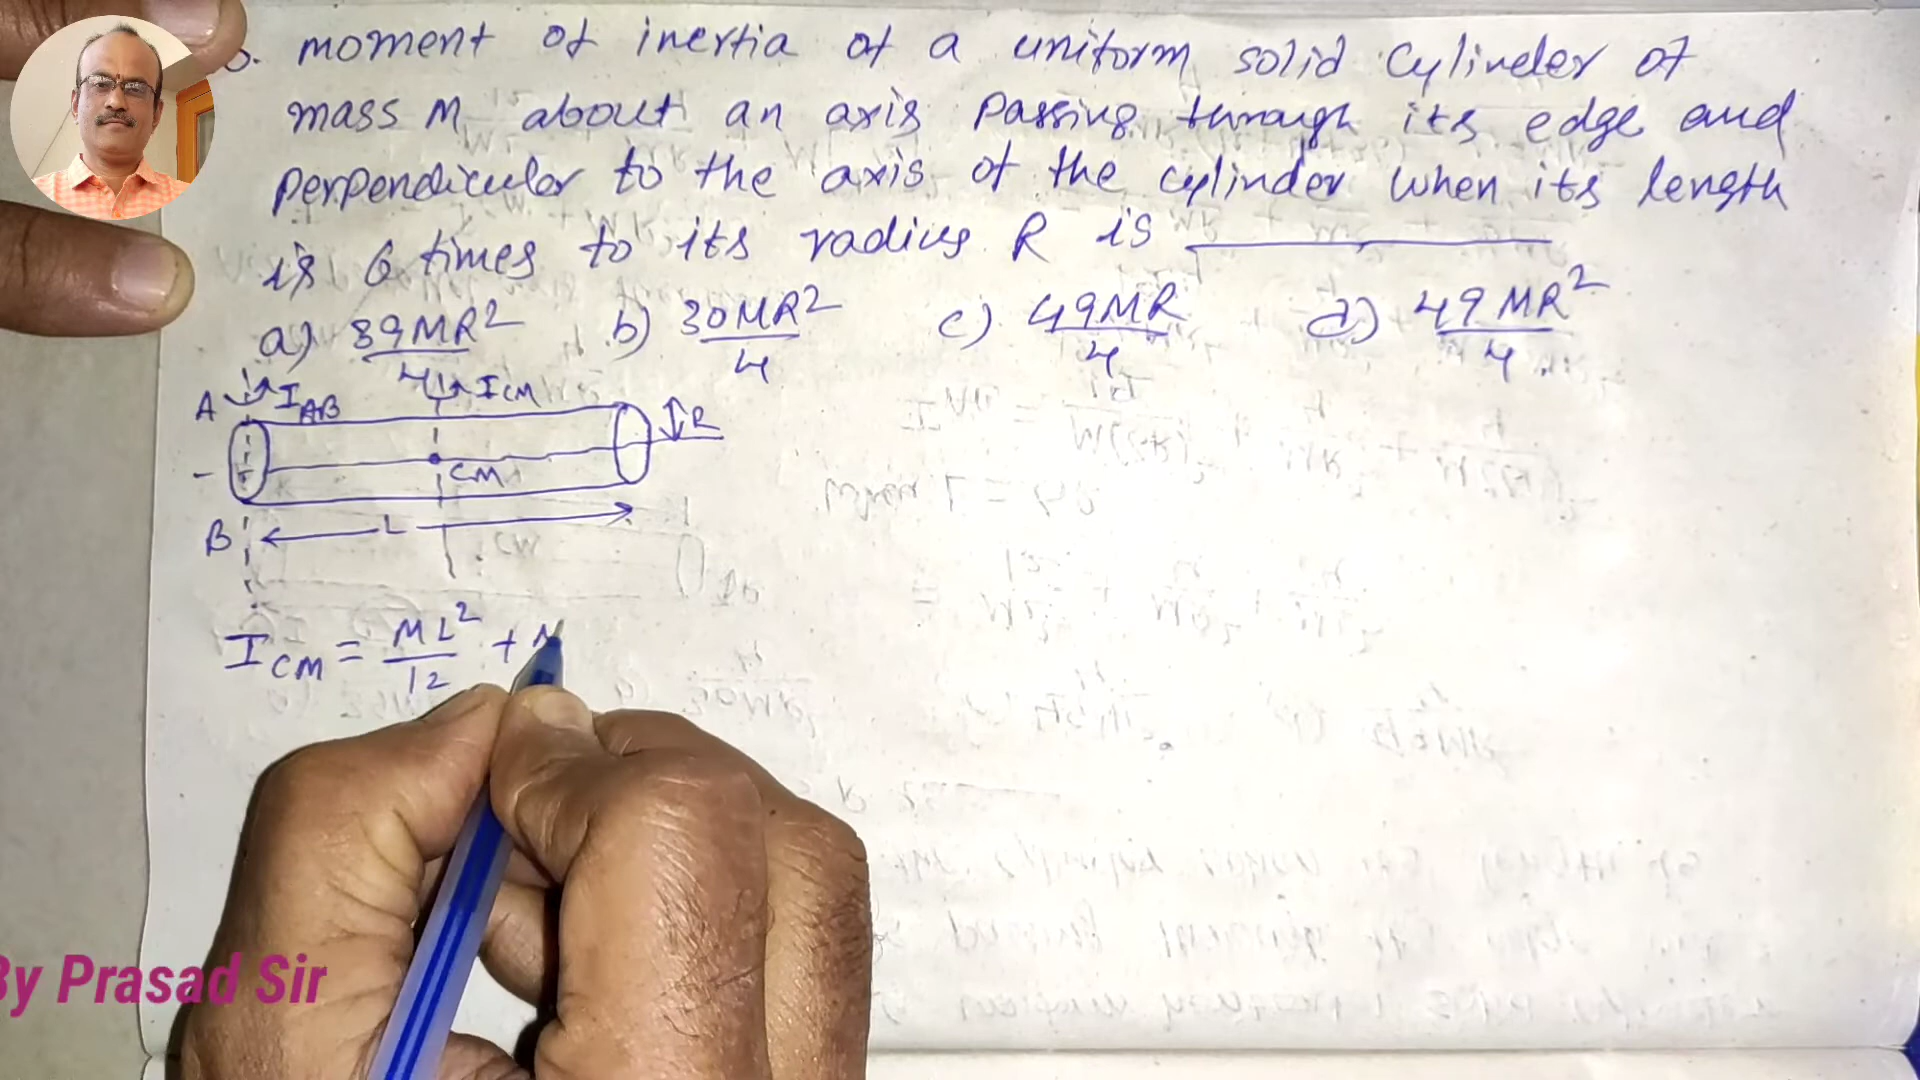 moment of inertia of a uniform solid cylinder of
mass M about an axis passing through its edge and
perpendicular to the axis of the cylinder when its length
is 6 times to its radius R is ________
a) 39MR²/4 b) 30MR²/4 c) 49MR/4 d) 49MR²/4
A I_AB I_CM
R
CM
B L
I_CM = ML²/12 +
By Prasad Sir